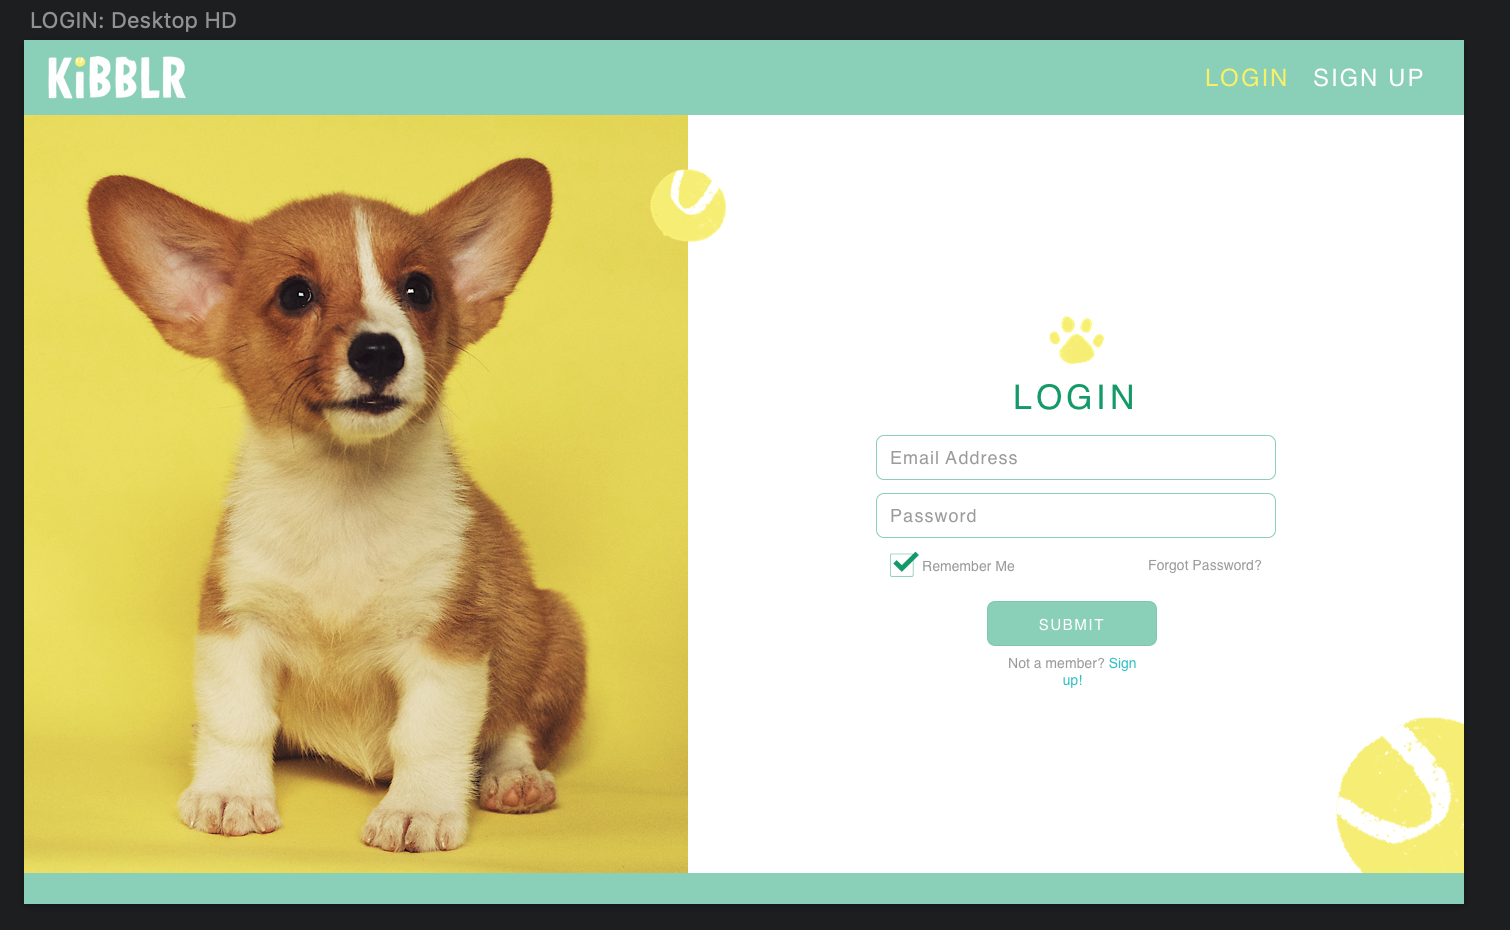 LOGIN: Desktop HD
KiBBLR
LOGIN SIGN UP
LOGIN
Email Address
Password
Remember Me
Forgot Password?
SUBMIT
Not a member? Sign
up!